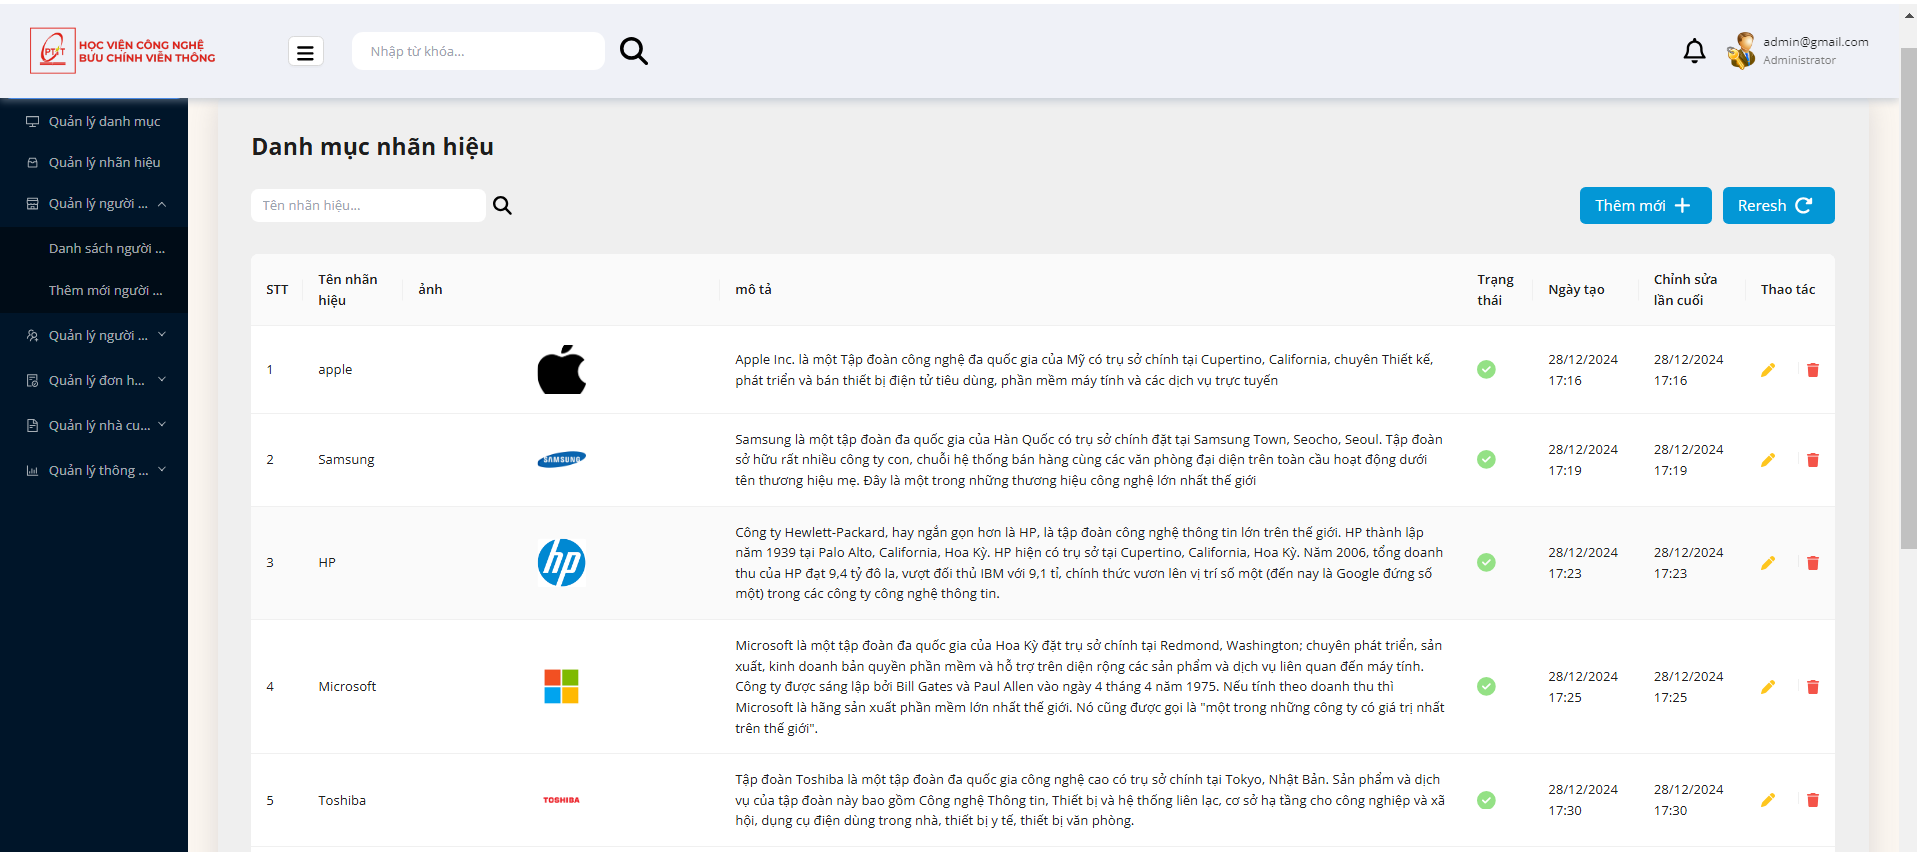 PTIT
HỌC VIỆN CÔNG NGHỆ
BƯU CHÍNH VIỄN THÔNG
Nhập từ khóa...
admin@gmail.com
Administrator
Quản lý danh mục
Quản lý nhãn hiệu
Quản lý người ...
Danh sách người ...
Thêm mới người ...
Quản lý người ...
Quản lý đơn h...
Quản lý nhà cu...
Quản lý thông ...
Danh mục nhãn hiệu
Tên nhãn hiệu...
Thêm mới
Reresh
STT
Tên nhãn
hiệu
ảnh
mô tả
Trạng
thái
Ngày tạo
Chỉnh sửa
lần cuối
Thao tác
1
apple
Apple Inc. là một Tập đoàn công nghệ đa quốc gia của Mỹ có trụ sở chính tại Cupertino, California, chuyên Thiết kế,
phát triển và bán thiết bị điện tử tiêu dùng, phần mềm máy tính và các dịch vụ trực tuyến
28/12/2024
17:16
28/12/2024
17:16
2
Samsung
SAMSUNG
Samsung là một tập đoàn đa quốc gia của Hàn Quốc có trụ sở chính đặt tại Samsung Town, Seocho, Seoul. Tập đoàn
sở hữu rất nhiều công ty con, chuỗi hệ thống bán hàng cùng các văn phòng đại diện trên toàn cầu hoạt động dưới
tên thương hiệu mẹ. Đây là một trong những thương hiệu công nghệ lớn nhất thế giới
28/12/2024
17:19
28/12/2024
17:19
3
HP
hp
Công ty Hewlett-Packard, hay ngắn gọn hơn là HP, là tập đoàn công nghệ thông tin lớn trên thế giới. HP thành lập
năm 1939 tại Palo Alto, California, Hoa Kỳ. HP hiện có trụ sở tại Cupertino, California, Hoa Kỳ. Năm 2006, tổng doanh
thu của HP đạt 9,4 tỷ đô la, vượt đối thủ IBM với 9,1 tỉ, chính thức vươn lên vị trí số một (đến nay là Google đứng số
một) trong các công ty công nghệ thông tin.
28/12/2024
17:23
28/12/2024
17:23
4
Microsoft
Microsoft là một tập đoàn đa quốc gia của Hoa Kỳ đặt trụ sở chính tại Redmond, Washington; chuyên phát triển, sản
xuất, kinh doanh bản quyền phần mềm và hỗ trợ trên diện rộng các sản phẩm và dịch vụ liên quan đến máy tính.
Công ty được sáng lập bởi Bill Gates và Paul Allen vào ngày 4 tháng 4 năm 1975. Nếu tính theo doanh thu thì
Microsoft là hãng sản xuất phần mềm lớn nhất thế giới. Nó cũng được gọi là "một trong những công ty có giá trị nhất
trên thế giới".
28/12/2024
17:25
28/12/2024
17:25
5
Toshiba
TOSHIBA
Tập đoàn Toshiba là một tập đoàn đa quốc gia công nghệ cao có trụ sở chính tại Tokyo, Nhật Bản. Sản phẩm và dịch
vụ của tập đoàn này bao gồm Công nghệ Thông tin, Thiết bị và hệ thống liên lạc, cơ sở hạ tầng cho công nghiệp và xã
hội, dụng cụ điện dùng trong nhà, thiết bị y tế, thiết bị văn phòng.
28/12/2024
17:30
28/12/2024
17:30